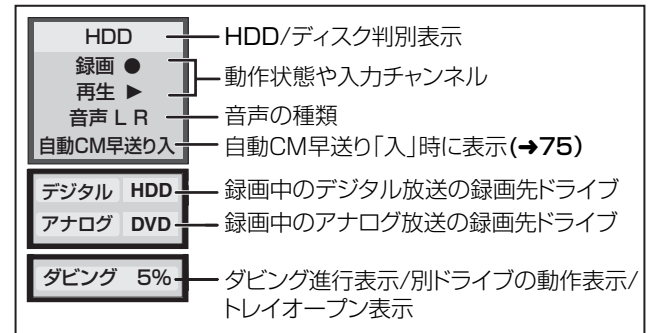 HDD
HDD/ディスク判別表示
録画 ●
再生 ▶
動作状態や入力チャンネル
音声 L R
音声の種類
自動CM早送り入
自動CM早送り「入」時に表示(➜75)
デジタル HDD
録画中のデジタル放送の録画先ドライブ
アナログ DVD
録画中のアナログ放送の録画先ドライブ
ダビング 5%
ダビング進行表示/別ドライブの動作表示/
トレイオープン表示